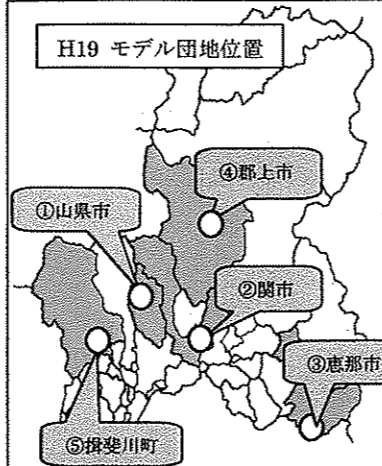 H19 モデル団地位置
④郡上市
①山県市
②関市
③恵那市
⑤揖斐川町